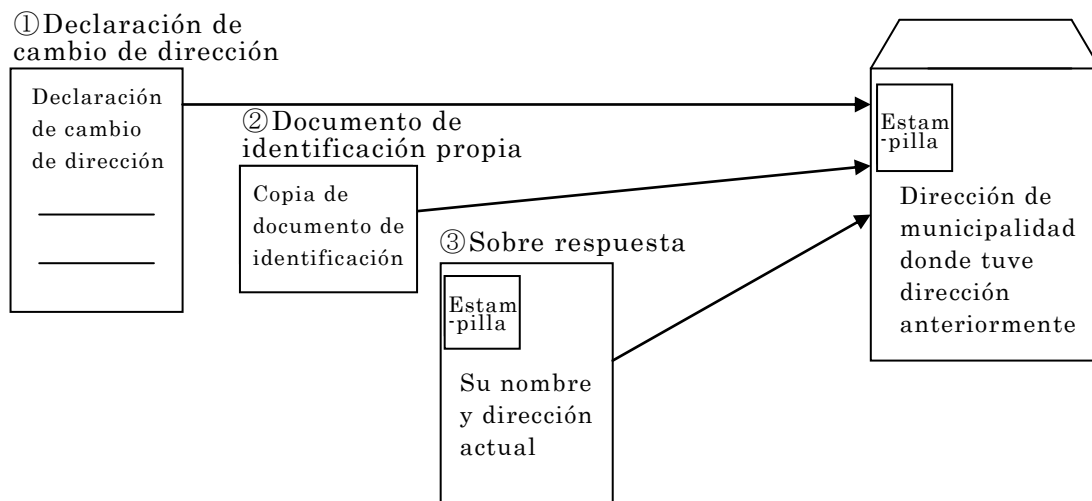 ①Declaración de
cambio de dirección
Declaración
de cambio
de dirección
②Documento de
identificación propia
Copia de
documento de
identificación
③Sobre respuesta
Estam
-pilla
Su nombre
y dirección
actual
Estam
-pilla
Dirección de
municipalidad
donde tuve
dirección
anteriormente